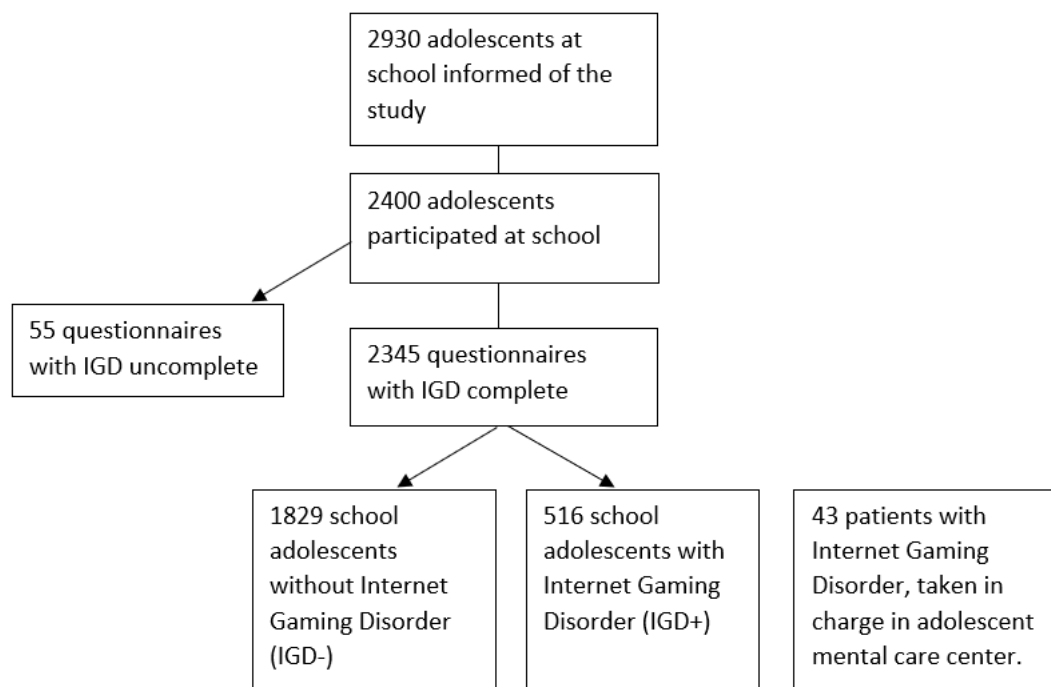 2930 adolescents at
school informed of the
study
2400 adolescents
participated at school
55 questionnaires
with IGD uncomplete
2345 questionnaires
with IGD complete
1829 school
adolescents
without Internet
Gaming Disorder
(IGD-)
516 school
adolescents with
Internet Gaming
Disorder (IGD+)
43 patients with
Internet Gaming
Disorder, taken in
charge in adolescent
mental care center.